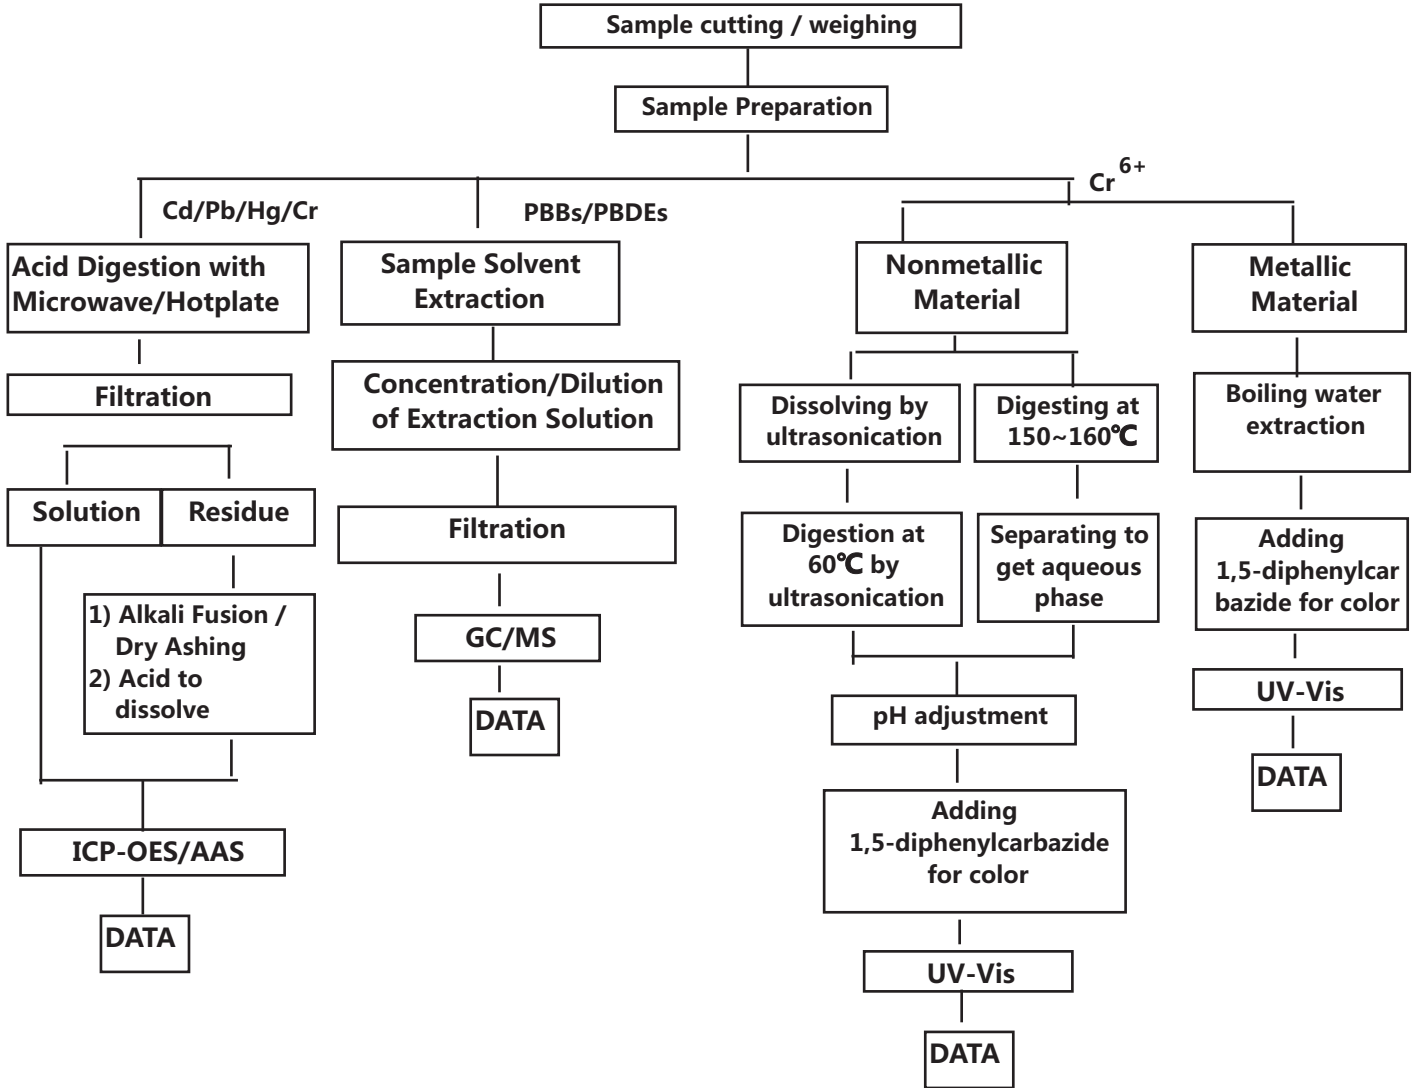 Sample cutting / weighing
Sample Preparation
Cd/Pb/Hg/Cr
Acid Digestion with
Microwave/Hotplate
Filtration
Solution
Residue
1) Alkali Fusion /
Dry Ashing
2) Acid to
dissolve
ICP-OES/AAS
DATA
PBBs/PBDEs
Sample Solvent
Extraction
Concentration/Dilution
of Extraction Solution
Filtration
GC/MS
DATA
Cr 6+
Nonmetallic
Material
Dissolving by
ultrasonication
Digestion at
60℃ by
ultrasonication
Digesting at
150~160℃
Separating to
get aqueous
phase
pH adjustment
Adding
1,5-diphenylcarbazide
for color
UV-Vis
DATA
Metallic
Material
Boiling water
extraction
Adding
1,5-diphenylcar
bazide for color
UV-Vis
DATA